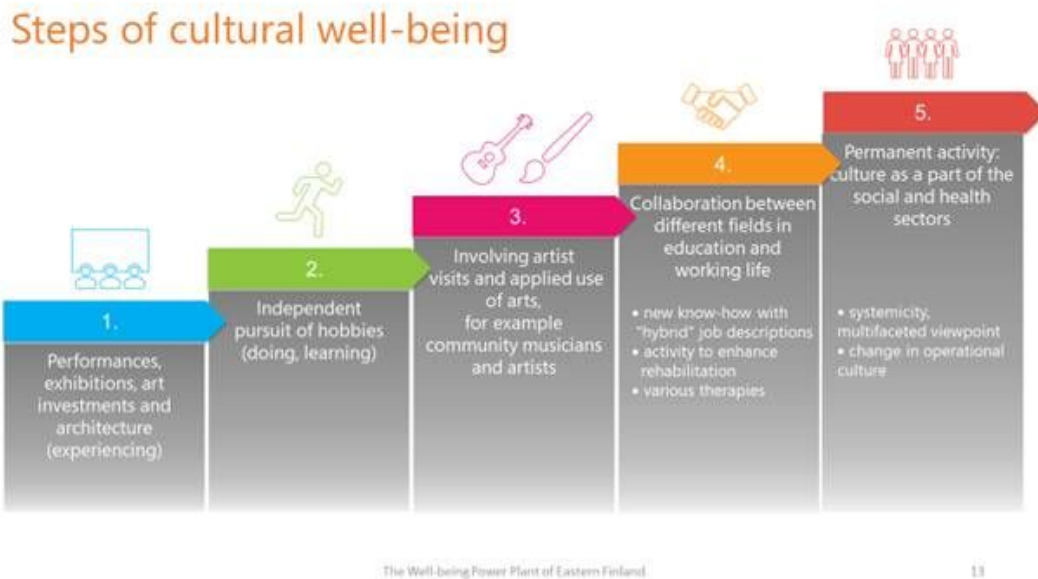 Steps of cultural well-being
1.
Performances,
exhibitions, art
investments and
architecture
(experiencing)
2.
Independent
pursuit of hobbies
(doing, learning)
3.
Involving artist
visits and applied use
of arts,
for example
community musicians
and artists
4.
Collaboration between
different fields in
education and
working life
• new know-how with
"hybrid" job descriptions
• activity to enhance
rehabilitation
• various therapies
5.
Permanent activity:
culture as a part of the
social and health
sectors
• systemicity,
multifaceted viewpoint
• change in operational
culture
The Well-being Power Plant of Eastern Finland
13